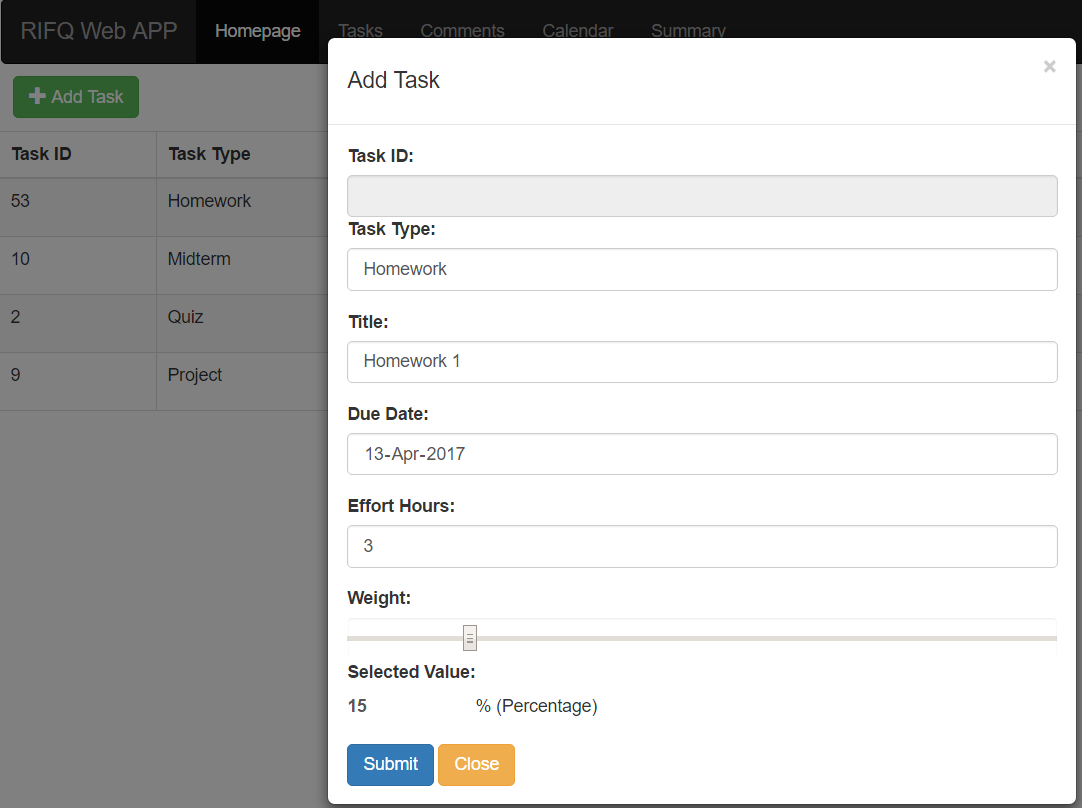 RIFQ Web APP Homepage Tasks Comments Calendar Summary
Add Task
Task ID Task Type
53 Homework
10 Midterm
2 Quiz
9 Project
Add Task ×
Task ID:
Task Type:
Homework
Title:
Homework 1
Due Date:
13-Apr-2017
Effort Hours:
3
Weight:
Selected Value:
15 % (Percentage)
Submit Close